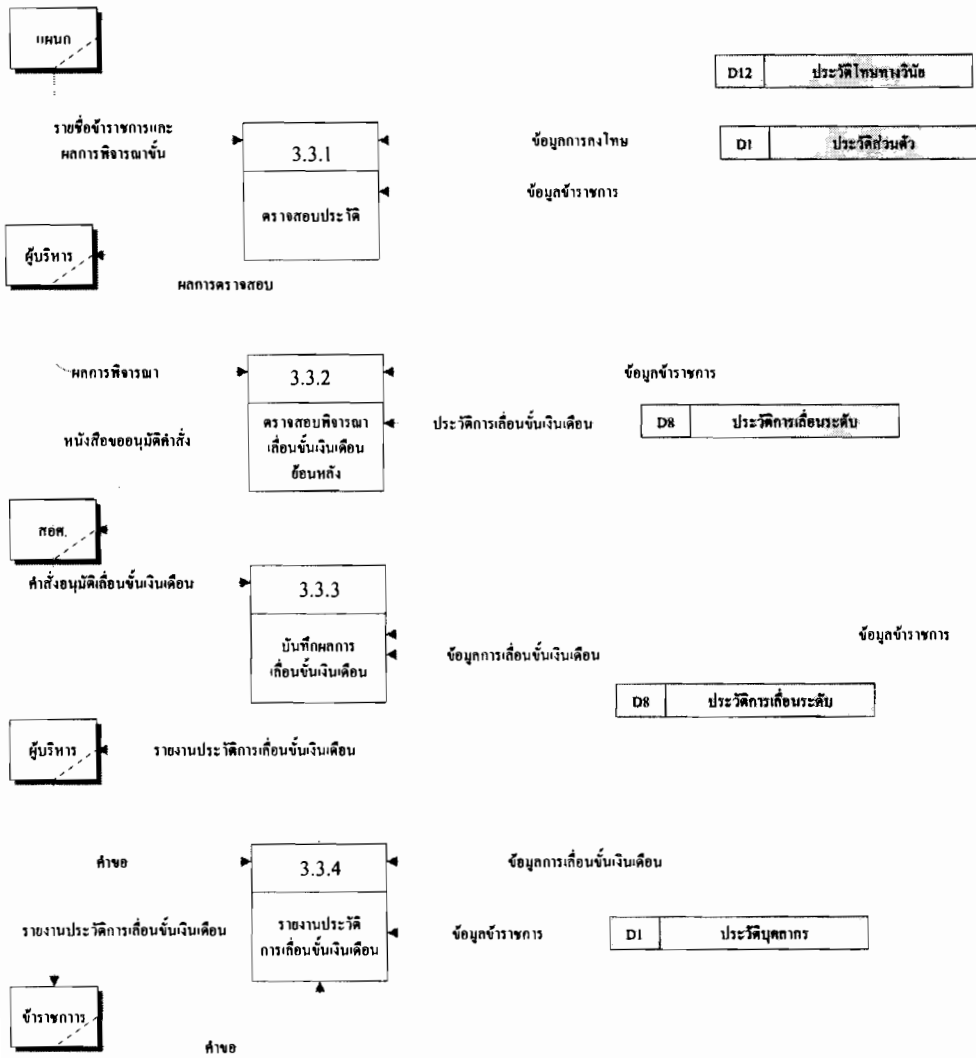 แผนก
D12 ประวัติโทษทางวินัย
รายชื่อข้าราชการและ
ผลการพิจารณาขั้น
3.3.1
ข้อมูลการลงโทษ
D1 ประวัติส่วนตัว
ข้อมูลข้าราชการ
ตรวจสอบประวัติ
ผู้บริหาร
ผลการตรวจสอบ
ผลการพิจารณา
3.3.2
ข้อมูลข้าราชการ
หนังสือขออนุมัติคำสั่ง
ตรวจสอบพิจารณา
เลื่อนขั้นเงินเดือน
ย้อนหลัง
ประวัติการเลื่อนขั้นเงินเดือน
D8 ประวัติการเลื่อนระดับ
สอศ.
คำสั่งอนุมัติเลื่อนขั้นเงินเดือน
3.3.3
ข้อมูลข้าราชการ
บันทึกผลการ
เลื่อนขั้นเงินเดือน
ข้อมูลการเลื่อนขั้นเงินเดือน
D8 ประวัติการเลื่อนระดับ
ผู้บริหาร
รายงานประวัติการเลื่อนขั้นเงินเดือน
คำขอ
3.3.4
ข้อมูลการเลื่อนขั้นเงินเดือน
รายงานประวัติการเลื่อนขั้นเงินเดือน
รายงานประวัติ
การเลื่อนขั้นเงินเดือน
ข้อมูลข้าราชการ
D1 ประวัติบุคลากร
ข้าราชการ
คำขอ